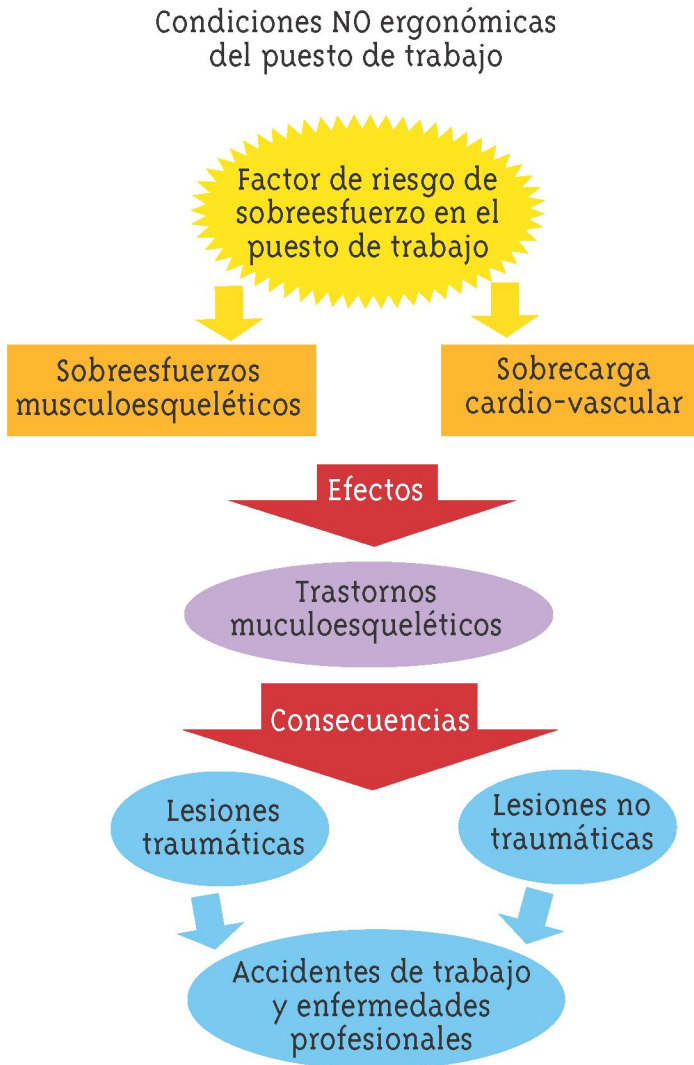 Condiciones NO ergonómicas
del puesto de trabajo
Factor de riesgo de
sobreesfuerzo en el
puesto de trabajo
Sobreesfuerzos
musculoesqueléticos
Sobrecarga
cardio-vascular
Efectos
Trastornos
muculoesqueléticos
Consecuencias
Lesiones
traumáticas
Lesiones no
traumáticas
Accidentes de trabajo
y enfermedades
profesionales